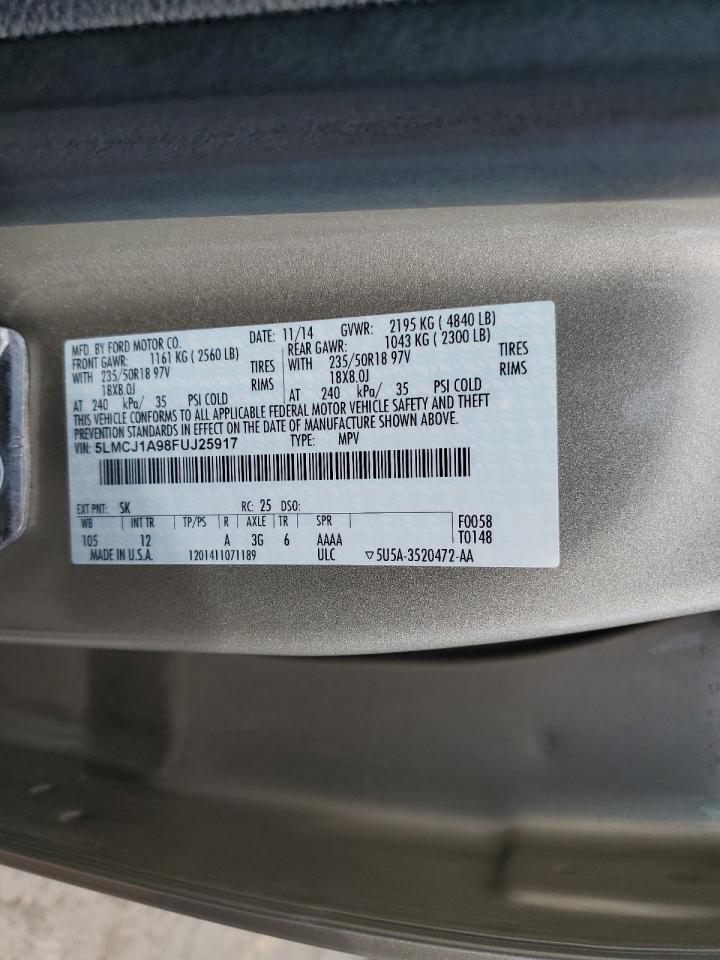 MFD. BY FORD MOTOR CO. DATE: 11/14 GVWR: 2195 KG ( 4840 LB)
FRONT GAWR: 1161 KG ( 2560 LB) REAR GAWR: 1043 KG ( 2300 LB)
WITH 235/50R18 97V TIRES WITH 235/50R18 97V TIRES
18X8.0J RIMS 18X8.0J RIMS
AT 240 kPa/ 35 PSI COLD AT 240 kPa/ 35 PSI COLD
THIS VEHICLE CONFORMS TO ALL APPLICABLE FEDERAL MOTOR VEHICLE SAFETY AND THEFT
PREVENTION STANDARDS IN EFFECT ON THE DATE OF MANUFACTURE SHOWN ABOVE.
VIN: 5LMCJ1A98FUJ25917 TYPE: MPV
EXT PNT: SK RC: 25 DSO:
WB INT TR TP/PS R AXLE TR SPR F0058
105 12 A 3G 6 AAAA T0148
MADE IN U.S.A. 1201411071189 ULC ▽5U5A-3520472-AA